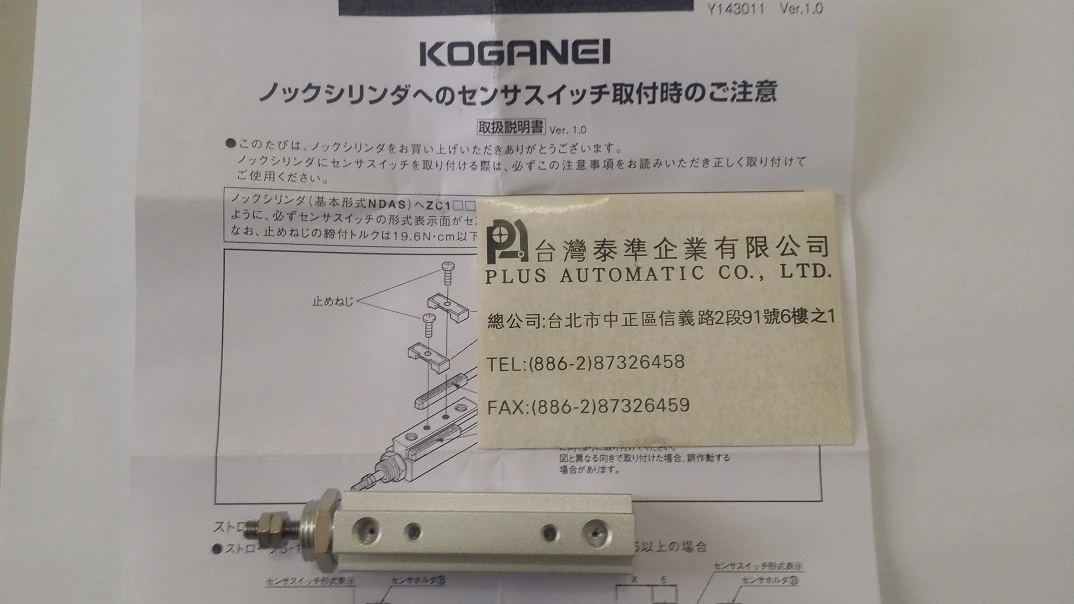 Y143011 Ver.1.0
KOGANEI
ノックシリンダへのセンサスイッチ取付時のご注意
取扱説明書 Ver. 1.0
●このたびは、ノックシリンダをお買い上げいただきありがとうございます。
ノックシリンダにセンサスイッチを取り付ける際は、必ずこの注意事項をお読みいただき正しく取り付けて
ご使用ください。
ノックシリンダ(基本形式NDAS)へZC1□□
ように、必ずセンサスイッチの形式表示面がセ
なお、止めねじの締付トルクは19.6N·cm以下
止めねじ
PA 台灣泰準企業有限公司
PLUS AUTOMATIC CO., LTD.
總公司:台北市中正區信義路2段91號6樓之1
TEL:(886-2)87326458
FAX:(886-2)87326459
図と異なる向きで取り付けた場合、誤作動する
場合があります。
ストロ
●ストローク5-1
5以上の場合
センサスイッチ形式表示
センサホルダ
センサスイッチ形式表示
センサホルダ
X 6